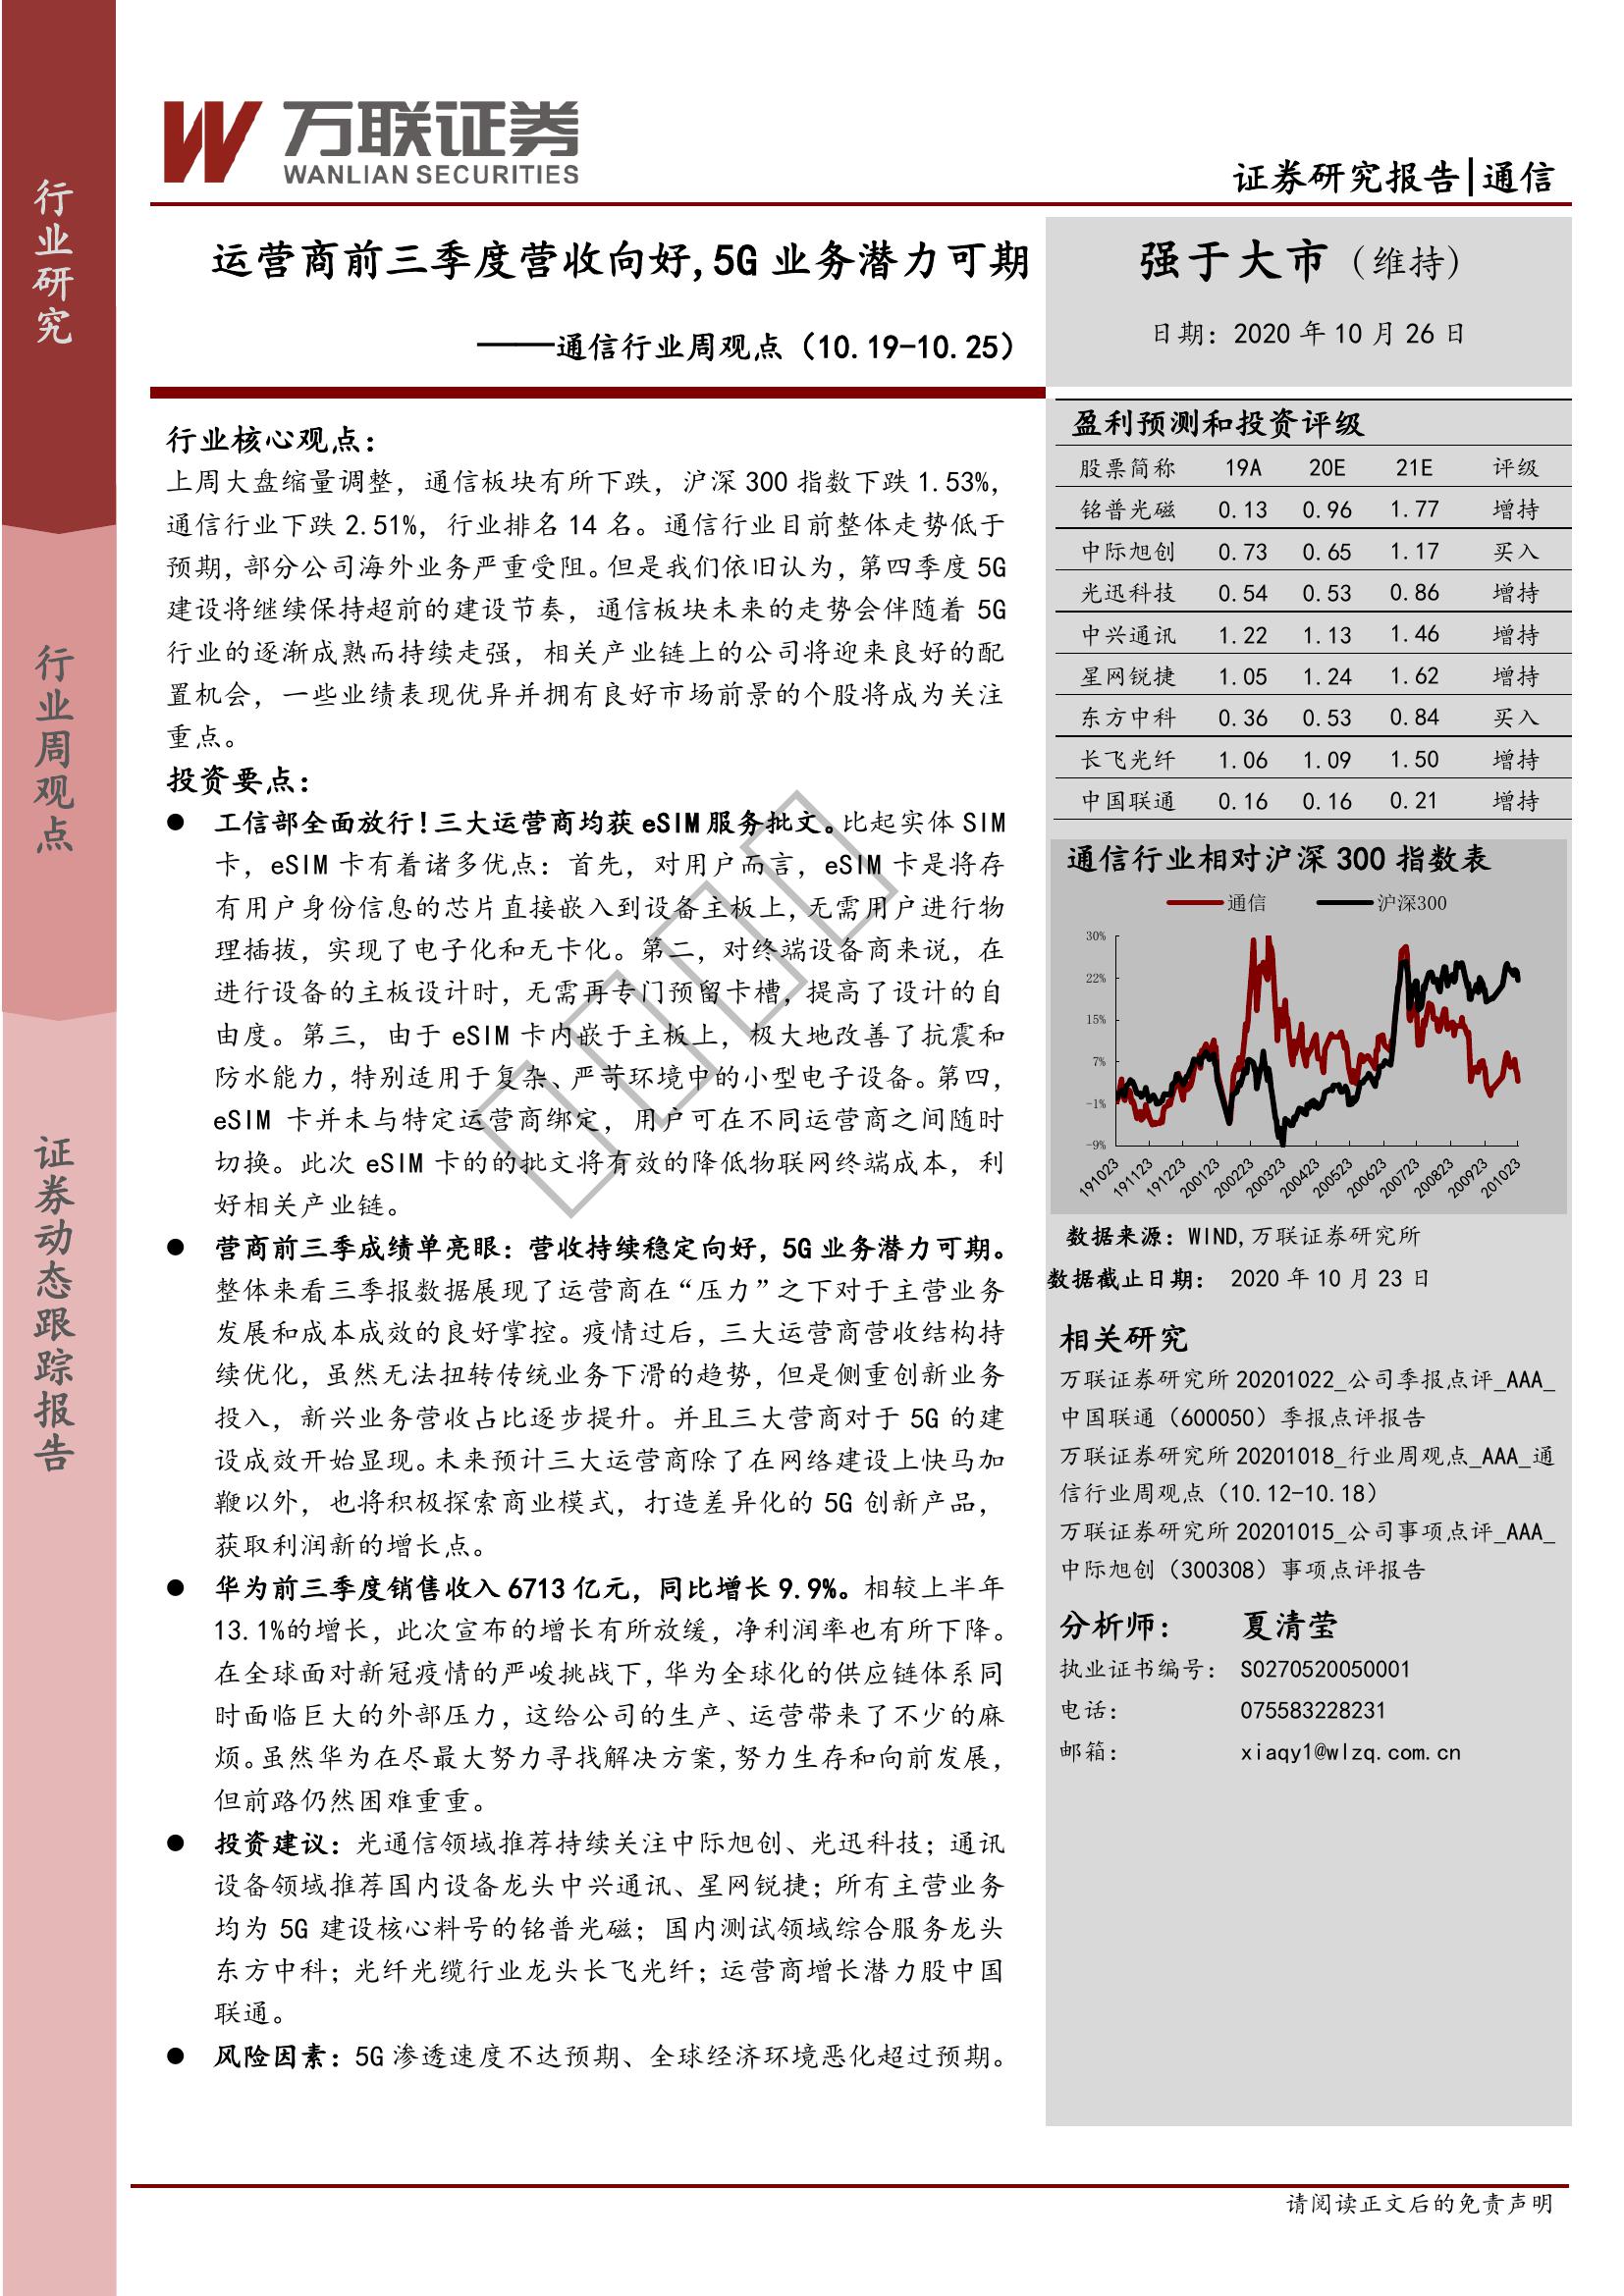 行业研究
行业周观点
证券动态跟踪报告
万联证券
WANLIAN SECURITIES
证券研究报告|通信
运营商前三季度营收向好,5G 业务潜力可期
——通信行业周观点（10.19-10.25）
强于大市（维持）
日期：2020 年 10 月 26 日
行业核心观点：
上周大盘缩量调整，通信板块有所下跌，沪深 300 指数下跌 1.53%，
通信行业下跌 2.51%，行业排名 14 名。通信行业目前整体走势低于
预期，部分公司海外业务严重受阻。但是我们依旧认为，第四季度 5G
建设将继续保持超前的建设节奏，通信板块未来的走势会伴随着 5G
行业的逐渐成熟而持续走强，相关产业链上的公司将迎来良好的配
置机会，一些业绩表现优异并拥有良好市场前景的个股将成为关注
重点。
投资要点：
● 工信部全面放行！三大运营商均获 eSIM 服务批文。比起实体 SIM
卡，eSIM 卡有着诸多优点：首先，对用户而言，eSIM 卡是将存
有用户身份信息的芯片直接嵌入到设备主板上，无需用户进行物
理插拔，实现了电子化和无卡化。第二，对终端设备商来说，在
进行设备的主板设计时，无需再专门预留卡槽，提高了设计的自
由度。第三，由于 eSIM 卡内嵌于主板上，极大地改善了抗震和
防水能力，特别适用于复杂、严苛环境中的小型电子设备。第四，
eSIM 卡并未与特定运营商绑定，用户可在不同运营商之间随时
切换。此次 eSIM 卡的的批文将有效的降低物联网终端成本，利
好相关产业链。
● 营商前三季成绩单亮眼：营收持续稳定向好，5G 业务潜力可期。
整体来看三季报数据展现了运营商在“压力”之下对于主营业务
发展和成本成效的良好掌控。疫情过后，三大运营商营收结构持
续优化，虽然无法扭转传统业务下滑的趋势，但是侧重创新业务
投入，新兴业务营收占比逐步提升。并且三大营商对于 5G 的建
设成效开始显现。未来预计三大运营商除了在网络建设上快马加
鞭以外，也将积极探索商业模式，打造差异化的 5G 创新产品，
获取利润新的增长点。
● 华为前三季度销售收入 6713 亿元，同比增长 9.9%。相较上半年
13.1%的增长，此次宣布的增长有所放缓，净利润率也有所下降。
在全球面对新冠疫情的严峻挑战下，华为全球化的供应链体系同
时面临巨大的外部压力，这给公司的生产、运营带来了不少的麻
烦。虽然华为在尽最大努力寻找解决方案，努力生存和向前发展，
但前路仍然困难重重。
● 投资建议：光通信领域推荐持续关注中际旭创、光迅科技；通讯
设备领域推荐国内设备龙头中兴通讯、星网锐捷；所有主营业务
均为 5G 建设核心料号的铭普光磁；国内测试领域综合服务龙头
东方中科；光纤光缆行业龙头长飞光纤；运营商增长潜力股中国
联通。
● 风险因素：5G 渗透速度不达预期、全球经济环境恶化超过预期。
盈利预测和投资评级
股票简称 19A 20E 21E 评级
铭普光磁 0.13 0.96 1.77 增持
中际旭创 0.73 0.65 1.17 买入
光迅科技 0.54 0.53 0.86 增持
中兴通讯 1.22 1.13 1.46 增持
星网锐捷 1.05 1.24 1.62 增持
东方中科 0.36 0.53 0.84 买入
长飞光纤 1.06 1.09 1.50 增持
中国联通 0.16 0.16 0.21 增持
通信行业相对沪深 300 指数表
通信 沪深300
30%
22%
15%
7%
-1%
-9%
191023 191123 191223 200123 200223 200323 200423 200523 200623 200723 200823 200923 201023
数据来源：WIND,万联证券研究所
数据截止日期： 2020 年 10 月 23 日
相关研究
万联证券研究所 20201022_公司季报点评_AAA_
中国联通（600050）季报点评报告
万联证券研究所 20201018_行业周观点_AAA_通
信行业周观点（10.12-10.18）
万联证券研究所 20201015_公司事项点评_AAA_
中际旭创（300308）事项点评报告
分析师： 夏清莹
执业证书编号： S0270520050001
电话： 075583228231
邮箱： xiaqy1@wlzq.com.cn
请阅读正文后的免责声明